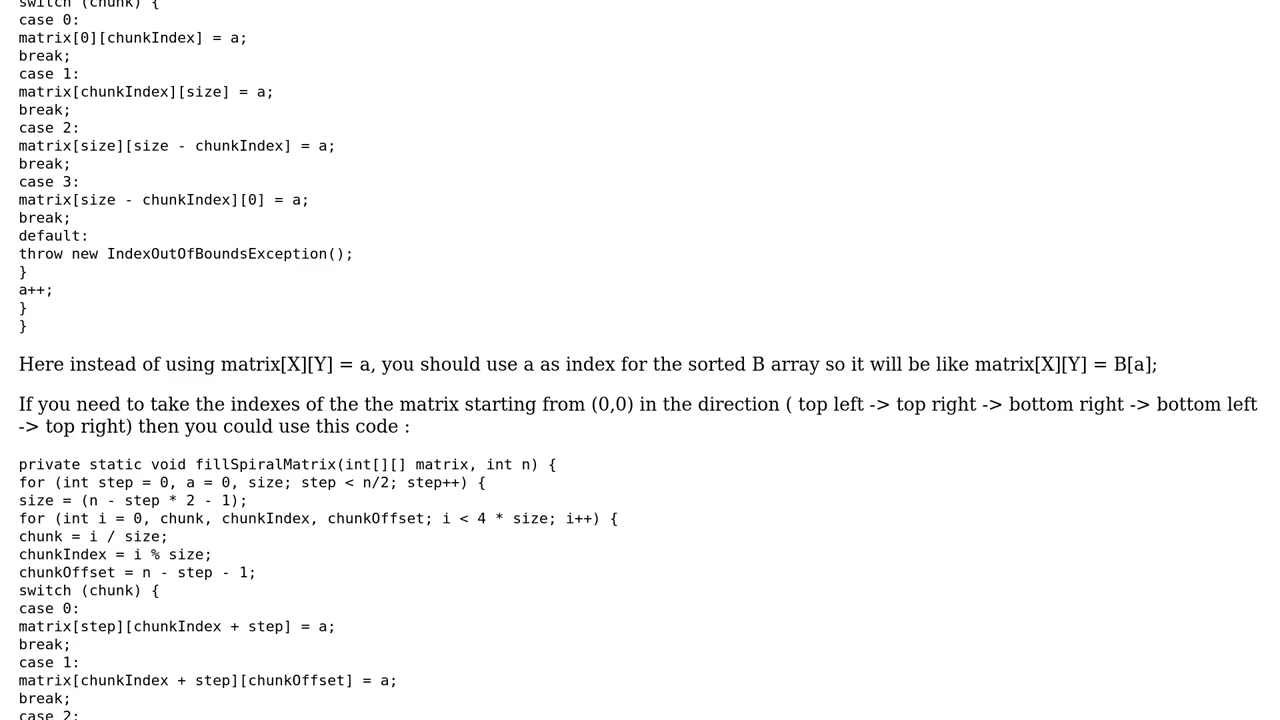 switch (chunk) {
case 0:
matrix[0][chunkIndex] = a;
break;
case 1:
matrix[chunkIndex][size] = a;
break;
case 2:
matrix[size][size - chunkIndex] = a;
break;
case 3:
matrix[size - chunkIndex][0] = a;
break;
default:
throw new IndexOutOfBoundsException();
}
a++;
}
}
Here instead of using matrix[X][Y] = a, you should use a as index for the sorted B array so it will be like matrix[X][Y] = B[a];
If you need to take the indexes of the the matrix starting from (0,0) in the direction ( top left -> top right -> bottom right -> bottom left
-> top right) then you could use this code :
private static void fillSpiralMatrix(int[][] matrix, int n) {
for (int step = 0, a = 0, size; step < n/2; step++) {
size = (n - step * 2 - 1);
for (int i = 0, chunk, chunkIndex, chunkOffset; i < 4 * size; i++) {
chunk = i / size;
chunkIndex = i % size;
chunkOffset = n - step - 1;
switch (chunk) {
case 0:
matrix[step][chunkIndex + step] = a;
break;
case 1:
matrix[chunkIndex + step][chunkOffset] = a;
break;
case 2: